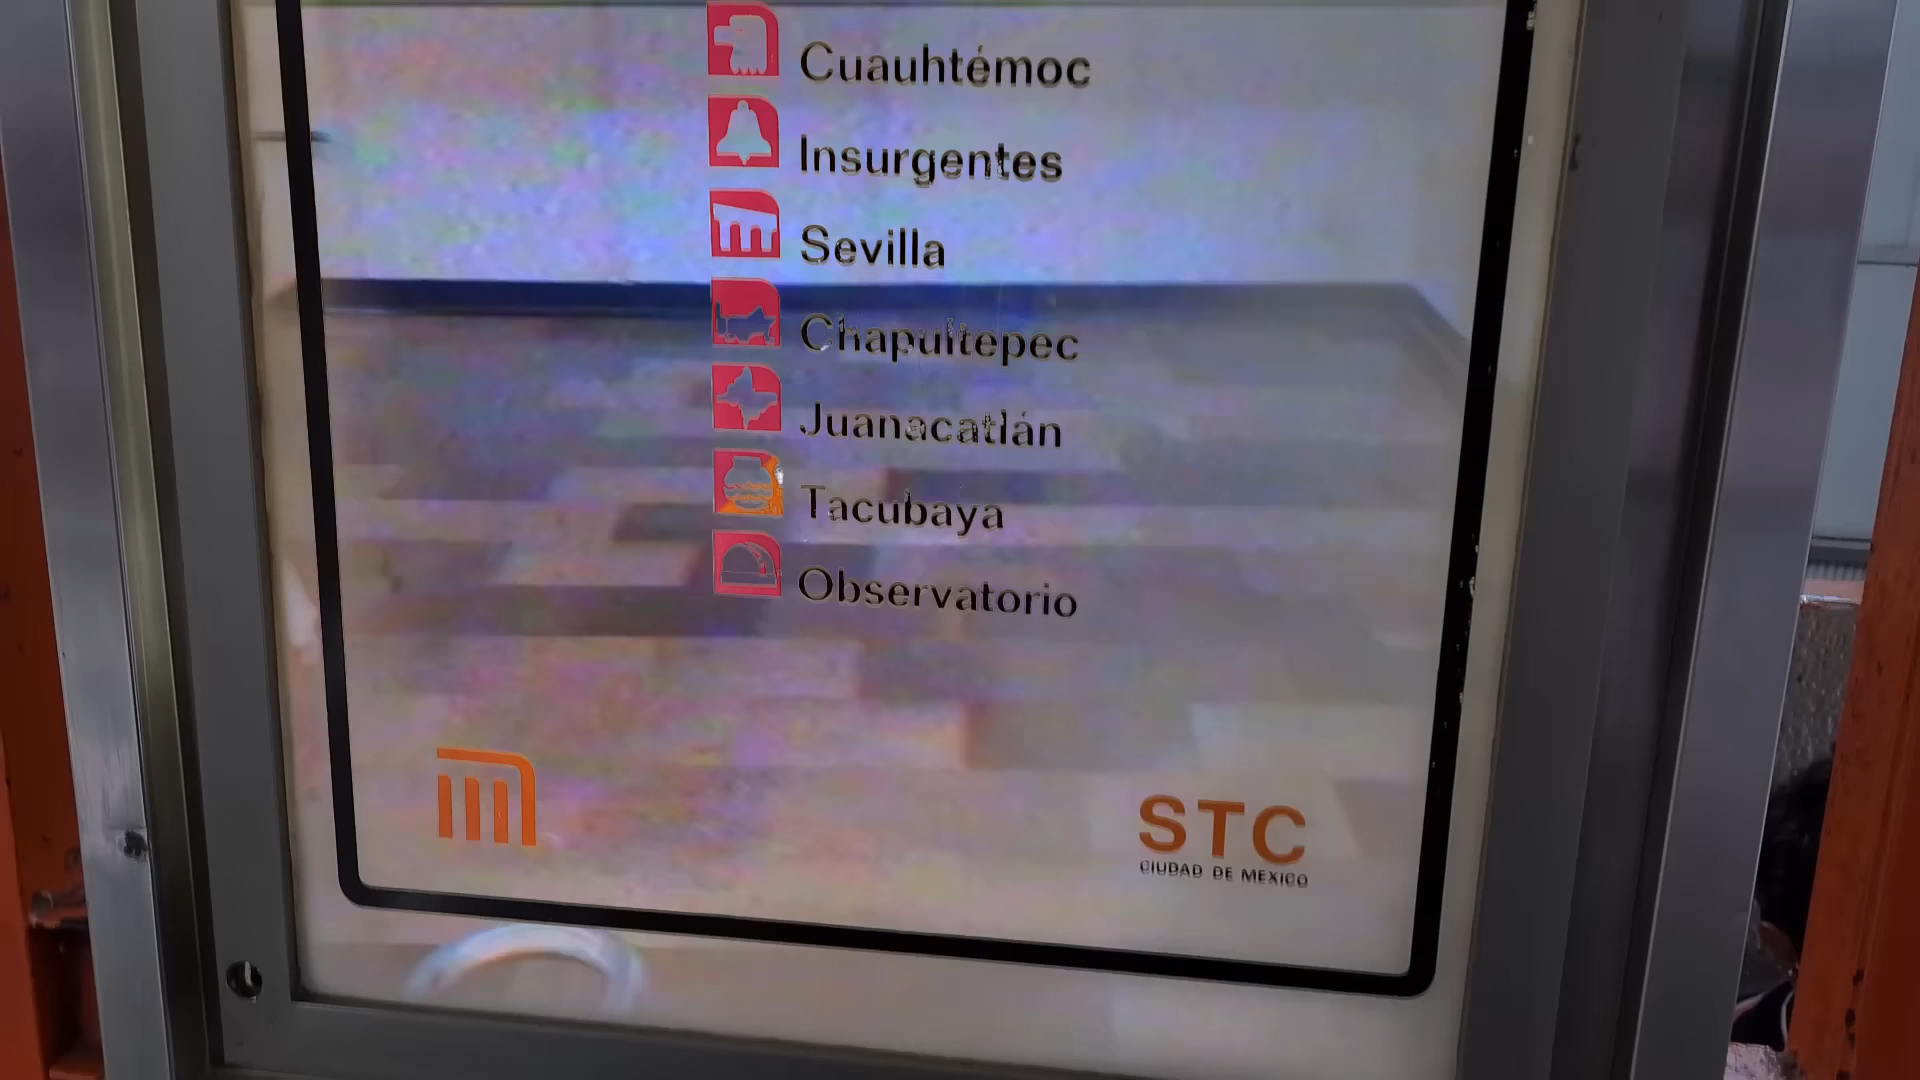 Cuauhtémoc
Insurgentes
Sevilla
Chapultepec
Juanacatlán
Tacubaya
Observatorio
STC
CIUDAD DE MEXICO